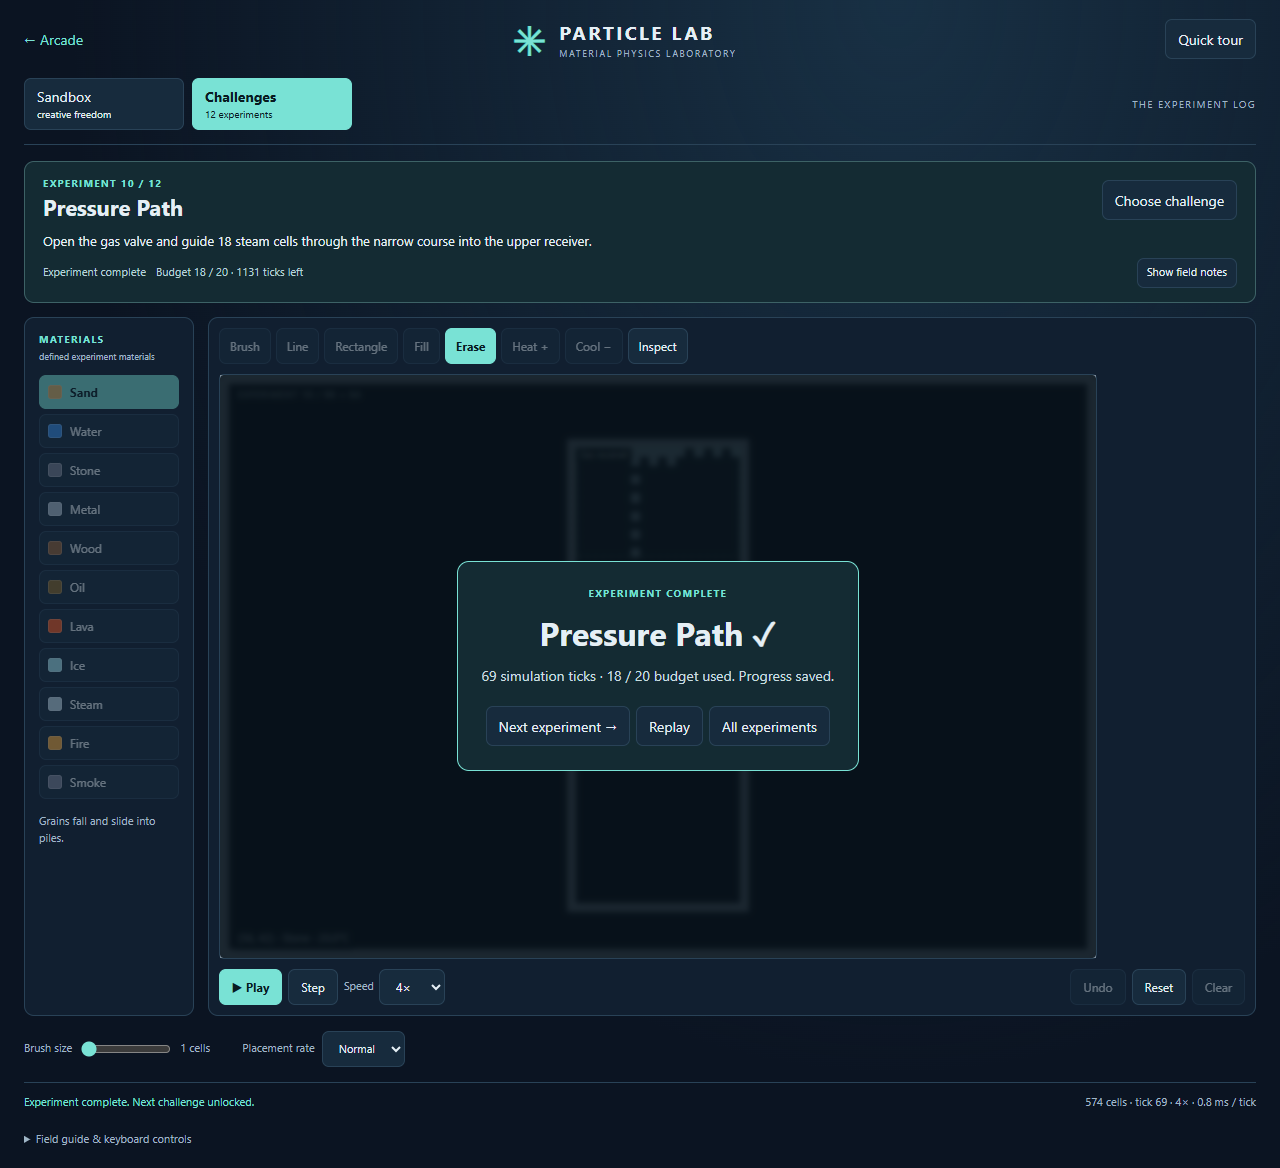 ← Arcade
PARTICLE LAB
MATERIAL PHYSICS LABORATORY
Quick tour
Sandbox
creative freedom
Challenges
12 experiments
THE EXPERIMENT LOG
EXPERIMENT 10 / 12
Pressure Path
Choose challenge
Open the gas valve and guide 18 steam cells through the narrow course into the upper receiver.
Experiment complete Budget 18 / 20 · 1131 ticks left
Show field notes
MATERIALS
defined experiment materials
Sand
Water
Stone
Metal
Wood
Oil
Lava
Ice
Steam
Fire
Smoke
Grains fall and slide into
piles.
Brush
Line
Rectangle
Fill
Erase
Heat +
Cool −
Inspect
EXPERIMENT COMPLETE
Pressure Path ✓
69 simulation ticks · 18 / 20 budget used. Progress saved.
Next experiment →
Replay
All experiments
▶ Play
Step
Speed
4×
Undo
Reset
Clear
Brush size
1 cells
Placement rate
Normal
Experiment complete. Next challenge unlocked.
574 cells · tick 69 · 4× · 0.8 ms / tick
▶ Field guide & keyboard controls